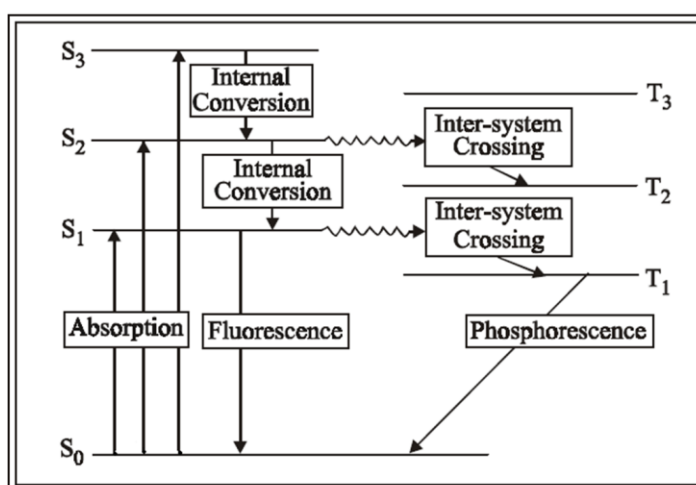 S3
Internal
Conversion
T3
Inter-system
Crossing
S2
Internal
Conversion
T2
Inter-system
Crossing
S1
T1
Absorption
Fluorescence
Phosphorescence
S0